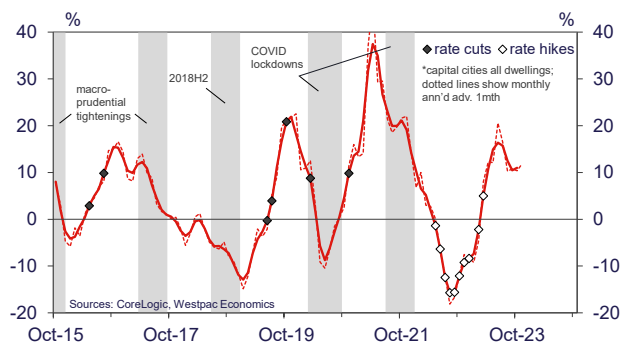 % %
40 40
30 30
20 20
10 10
0 0
-10 -10
-20 -20
Oct-15 Oct-17 Oct-19 Oct-21 Oct-23
macro-
prudential
tightenings
2018H2
COVID
lockdowns
rate cuts rate hikes
*capital cities all dwellings;
dotted lines show monthly
ann'd adv. 1mth
Sources: CoreLogic, Westpac Economics